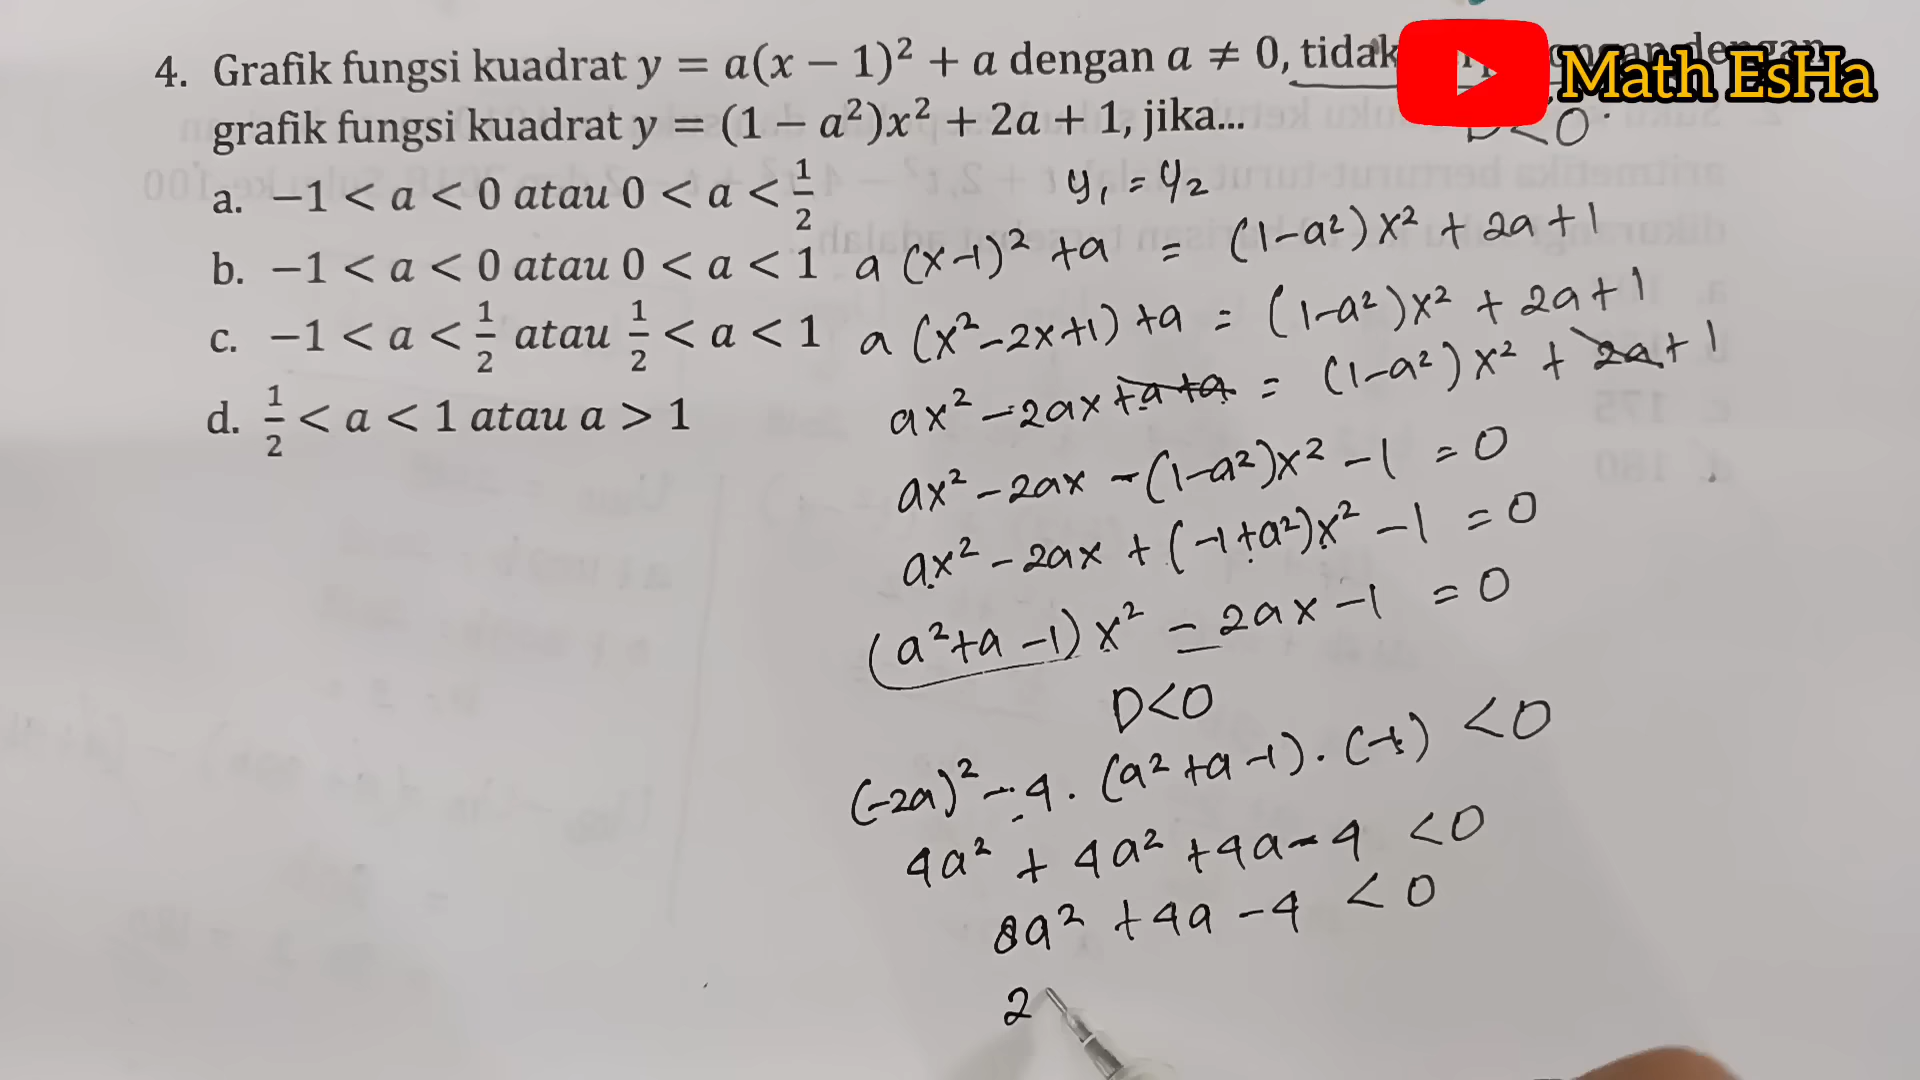 4. Grafik fungsi kuadrat y = a(x − 1)² + a dengan a ≠ 0, tidak dengan
grafik fungsi kuadrat y = (1 − a²)x² + 2a + 1, jika...
Math EsHa
D < 0
a. −1 < a < 0 atau 0 < a < 1/2
b. −1 < a < 0 atau 0 < a < 1
c. −1 < a < 1/2 atau 1/2 < a < 1
d. 1/2 < a < 1 atau a > 1
y₁ = y₂
a (x−1)² + a = (1−a²)x² + 2a+1
a (x²−2x+1) + a = (1−a²)x² + 2a+1
ax² − 2ax + a + a = (1−a²)x² + 2a + 1
ax² − 2ax − (1−a²)x² − 1 = 0
ax² − 2ax + (−1+a²)x² − 1 = 0
(a²+a−1)x² − 2ax − 1 = 0
D<0
(−2a)² − 4. (a²+a−1). (−1) < 0
4a² + 4a² + 4a − 4 < 0
8a² + 4a − 4 < 0
2